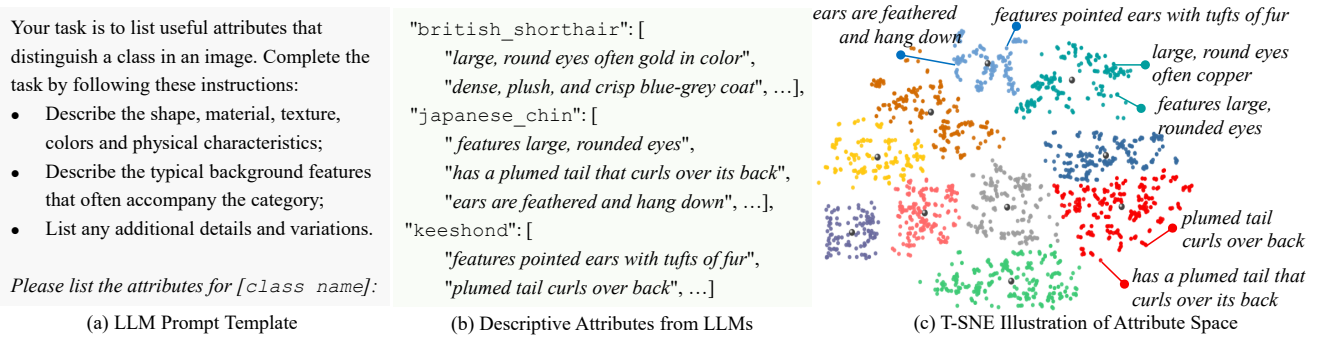 Your task is to list useful attributes that
distinguish a class in an image. Complete the
task by following these instructions:
• Describe the shape, material, texture,
colors and physical characteristics;
• Describe the typical background features
that often accompany the category;
• List any additional details and variations.
Please list the attributes for [class name]:
(a) LLM Prompt Template
"british_shorthair": [
"large, round eyes often gold in color",
"dense, plush, and crisp blue-grey coat", …],
"japanese_chin": [
" features large, rounded eyes",
"has a plumed tail that curls over its back",
"ears are feathered and hang down", …],
"keeshond": [
"features pointed ears with tufts of fur",
"plumed tail curls over back", …]
(b) Descriptive Attributes from LLMs
ears are feathered
and hang down
features pointed ears with tufts of fur
large, round eyes
often copper
features large,
rounded eyes
plumed tail
curls over back
has a plumed tail that
curls over its back
(c) T-SNE Illustration of Attribute Space